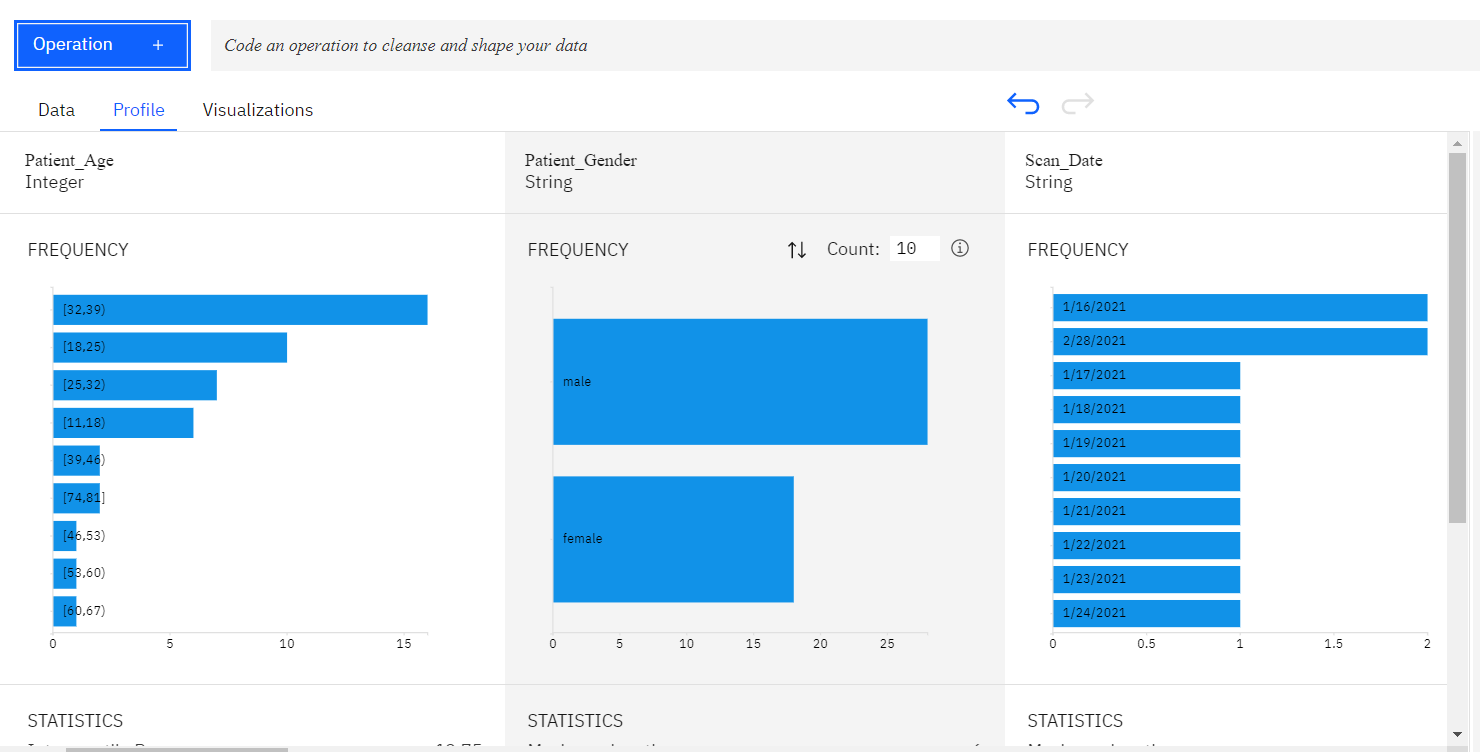 Operation +
Code an operation to cleanse and shape your data
Data Profile Visualizations
Patient_Age
Integer
FREQUENCY
[32,39)
[18,25)
[25,32)
[11,18)
[39,46)
[74,81]
[46,53)
[53,60)
[60,67)
0 5 10 15
STATISTICS
Patient_Gender
String
FREQUENCY
Count: 10
male
female
0 5 10 15 20 25
STATISTICS
Scan_Date
String
FREQUENCY
1/16/2021
2/28/2021
1/17/2021
1/18/2021
1/19/2021
1/20/2021
1/21/2021
1/22/2021
1/23/2021
1/24/2021
0 0.5 1 1.5 2
STATISTICS